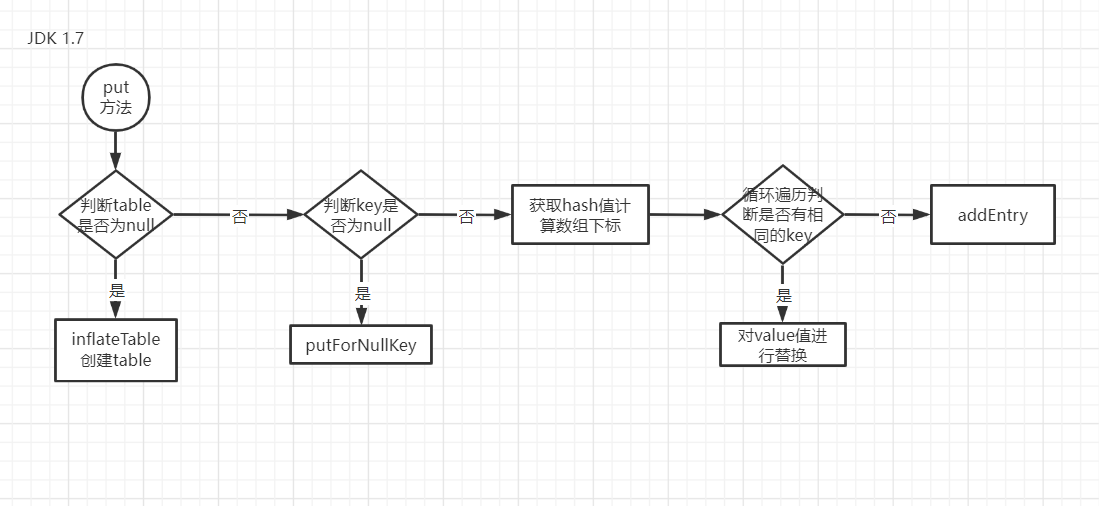 JDK 1.7
put
方法
判断table
是否为null
否
判断key是
否为null
否
获取hash值计
算数组下标
循环遍历判
断是否有相
同的key
否
addEntry
是
inflateTable
创建table
是
putForNullKey
是
对value值进
行替换